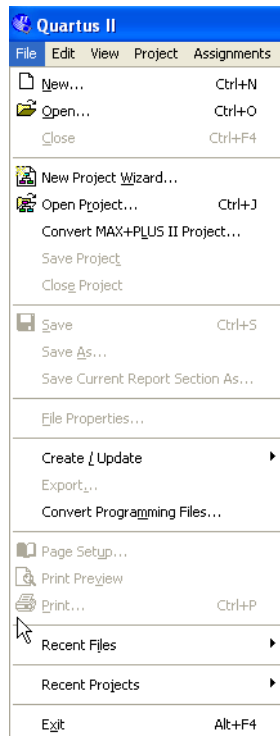 Quartus II
File Edit View Project Assignments
New... Ctrl+N
Open... Ctrl+O
Close Ctrl+F4
New Project Wizard...
Open Project... Ctrl+J
Convert MAX+PLUS II Project...
Save Project
Close Project
Save Ctrl+S
Save As...
Save Current Report Section As...
File Properties...
Create / Update
Export...
Convert Programming Files...
Page Setup...
Print Preview
Print... Ctrl+P
Recent Files
Recent Projects
Exit Alt+F4